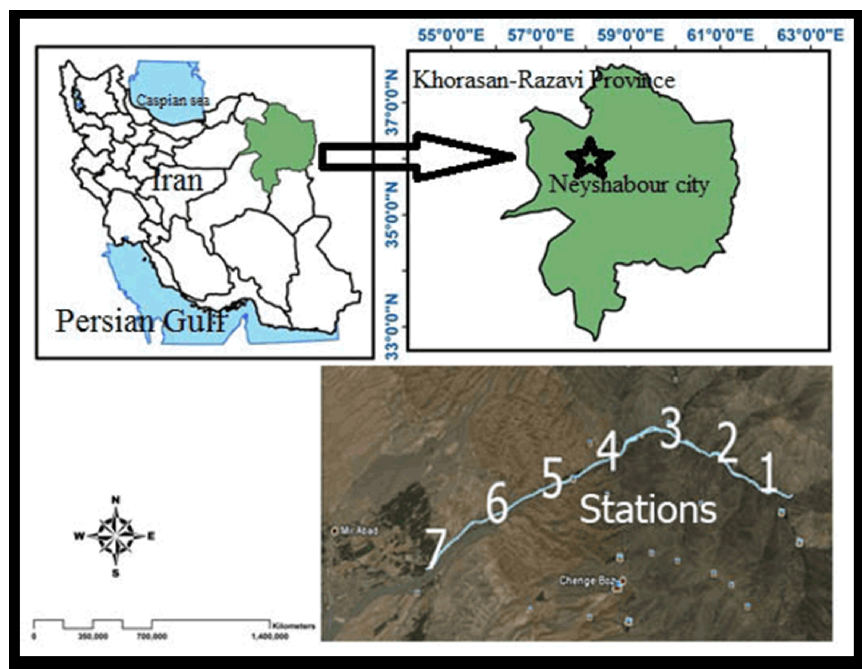 55°0'0"E 57°0'0"E 59°0'0"E 61°0'0"E 63°0'0"E
Caspian sea
Iran
Persian Gulf
Khorasan-Razavi Province
Neyshabour city
37°0'0"N
35°0'0"N
33°0'0"N
1
2
3
4
5
6
7
Stations
Mir Abad
Chenge Boz
N
W E
S
Kilometers
0 350,000 700,000 1,400,000